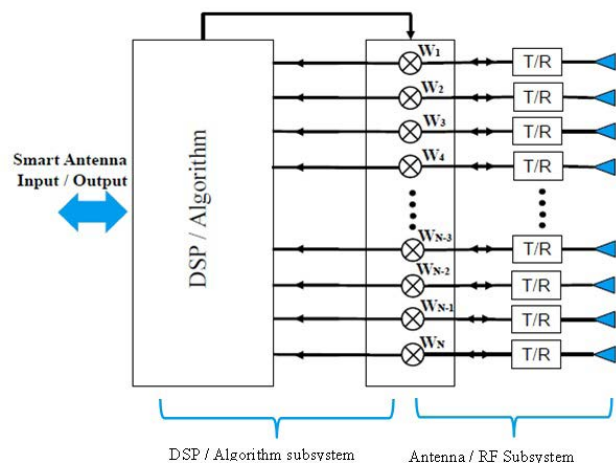 W1
T/R
W2
T/R
W3
T/R
W4
T/R
Smart Antenna
Input / Output
DSP / Algorithm
WN-3
T/R
WN-2
T/R
WN-1
T/R
WN
T/R
DSP / Algorithm subsystem
Antenna / RF Subsystem